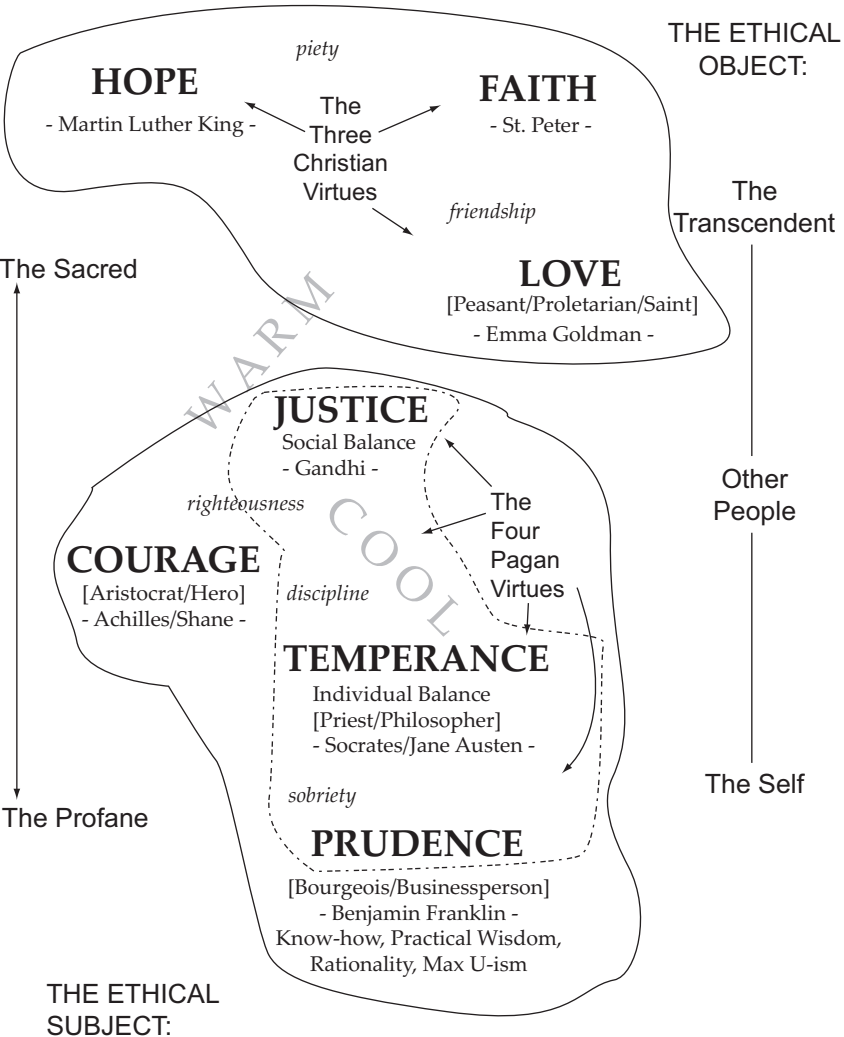 THE ETHICAL
OBJECT:
piety
HOPE
- Martin Luther King -
The
Three
Christian
Virtues
FAITH
- St. Peter -
friendship
The
Transcendent
The Sacred
LOVE
[Peasant/Proletarian/Saint]
- Emma Goldman -
WARM
JUSTICE
Social Balance
- Gandhi -
righteousness
COOL
The
Four
Pagan
Virtues
Other
People
COURAGE
[Aristocrat/Hero]
- Achilles/Shane -
discipline
TEMPERANCE
Individual Balance
[Priest/Philosopher]
- Socrates/Jane Austen -
sobriety
The Self
The Profane
PRUDENCE
[Bourgeois/Businessperson]
- Benjamin Franklin -
Know-how, Practical Wisdom,
Rationality, Max U-ism
THE ETHICAL
SUBJECT: